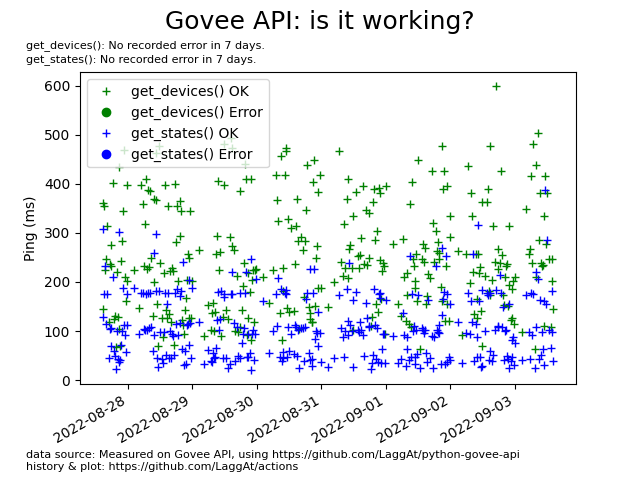 Govee API: is it working?
get_devices(): No recorded error in 7 days.
get_states(): No recorded error in 7 days.
get_devices() OK
get_devices() Error
get_states() OK
get_states() Error
Ping (ms)
600
500
400
300
200
100
0
2022-08-28
2022-08-29
2022-08-30
2022-08-31
2022-09-01
2022-09-02
2022-09-03
data source: Measured on Govee API, using https://github.com/LaggAt/python-govee-api
history & plot: https://github.com/LaggAt/actions